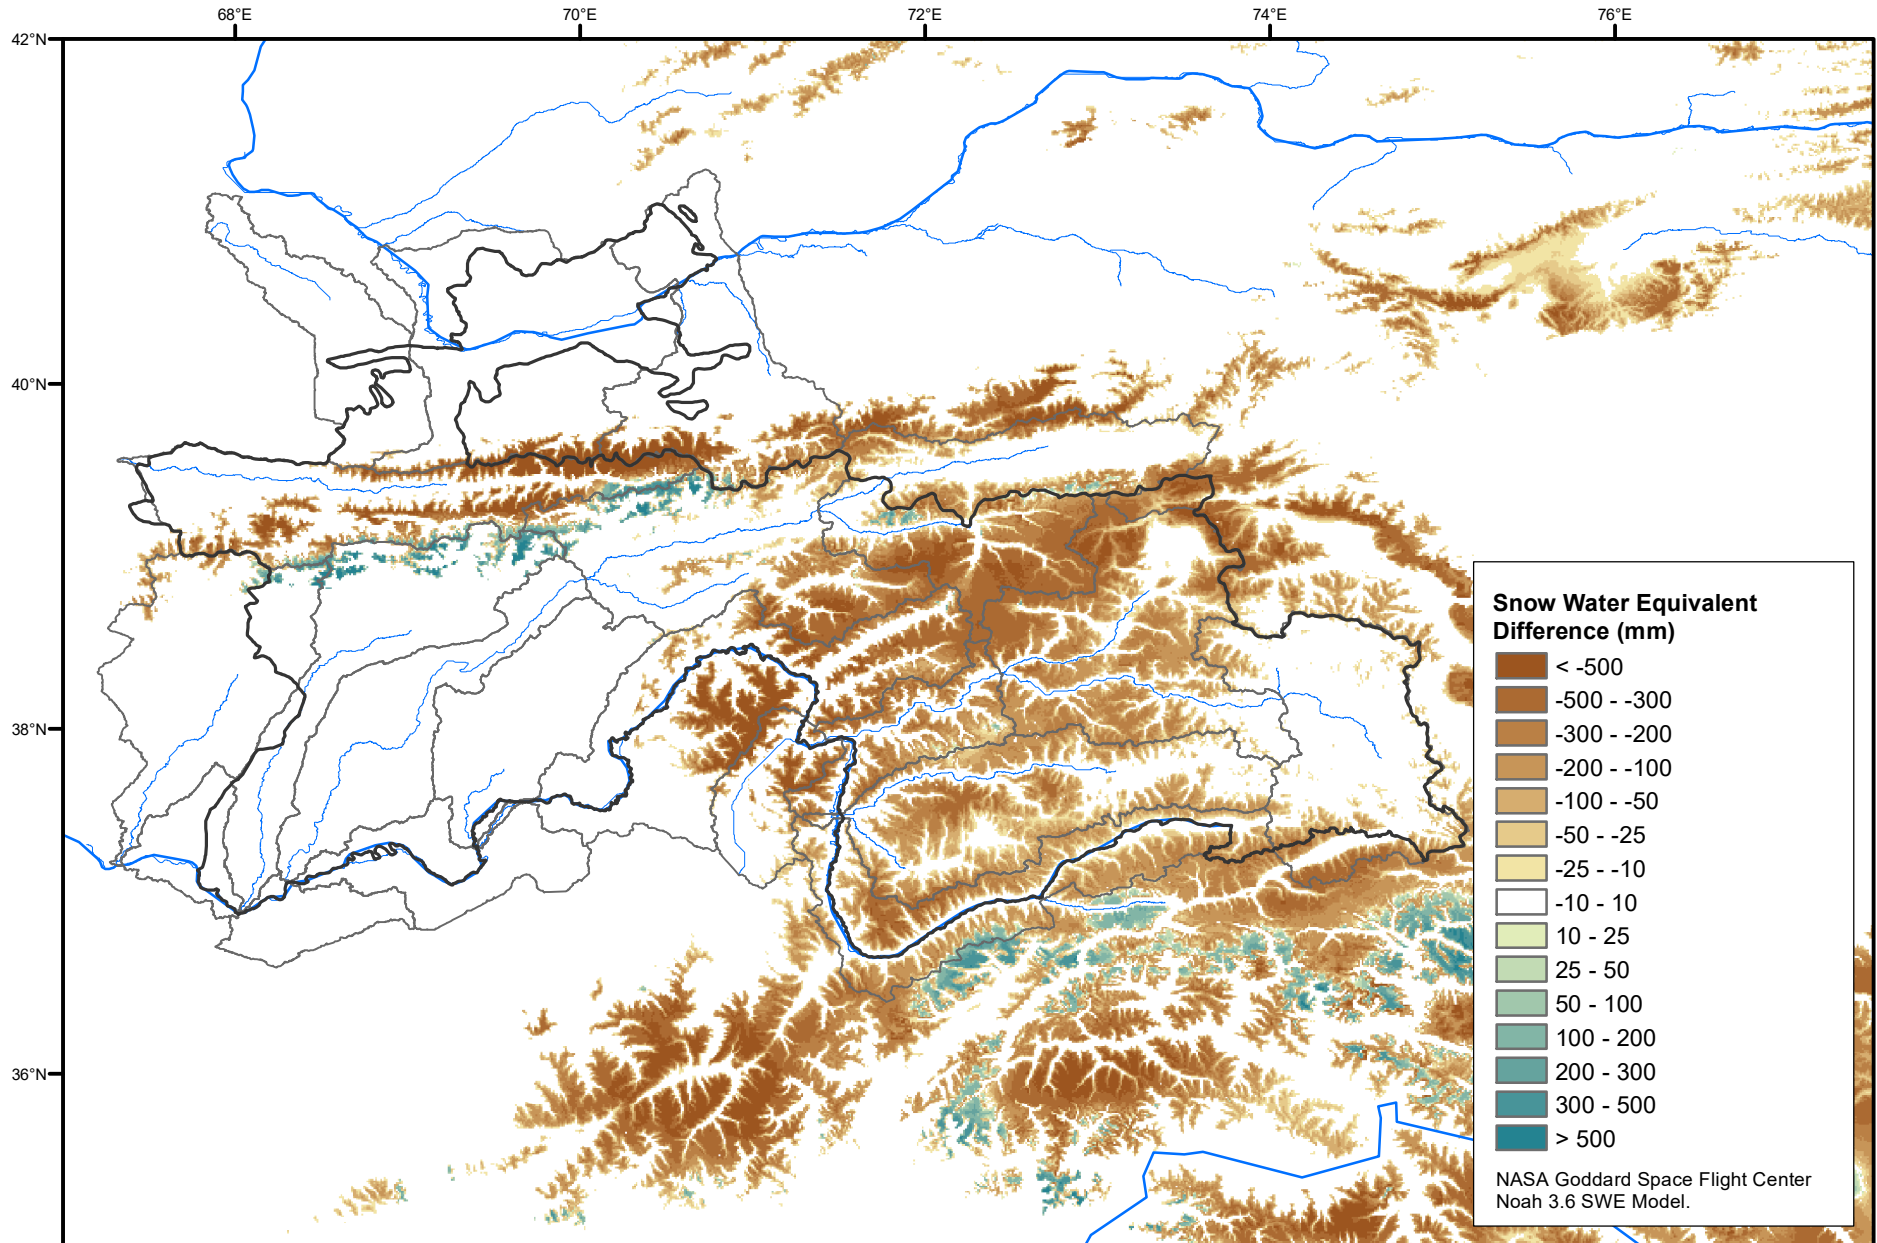 68°E 70°E 72°E 74°E 76°E
42°N
40°N
38°N
36°N
Snow Water Equivalent
Difference (mm)
< -500
-500 - -300
-300 - -200
-200 - -100
-100 - -50
-50 - -25
-25 - -10
-10 - 10
10 - 25
25 - 50
50 - 100
100 - 200
200 - 300
300 - 500
> 500
NASA Goddard Space Flight Center
Noah 3.6 SWE Model.